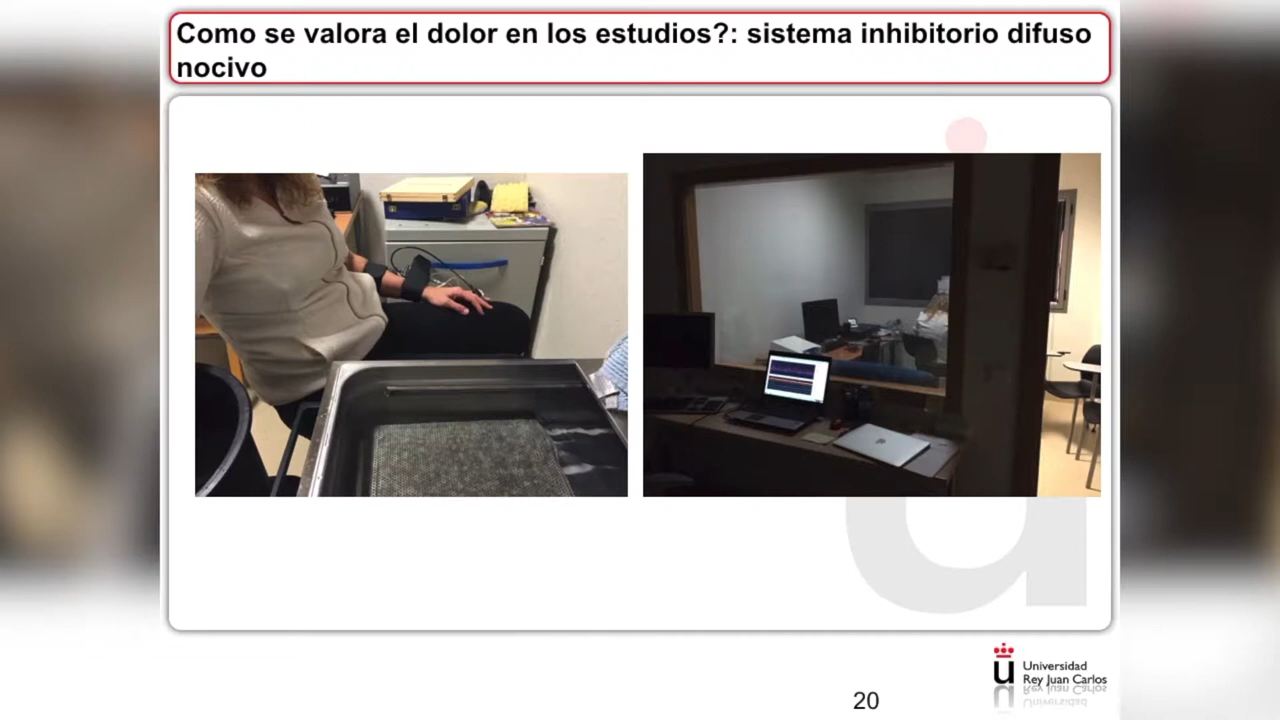 Como se valora el dolor en los estudios?: sistema inhibitorio difuso
nocivo
20
Universidad
Rey Juan Carlos